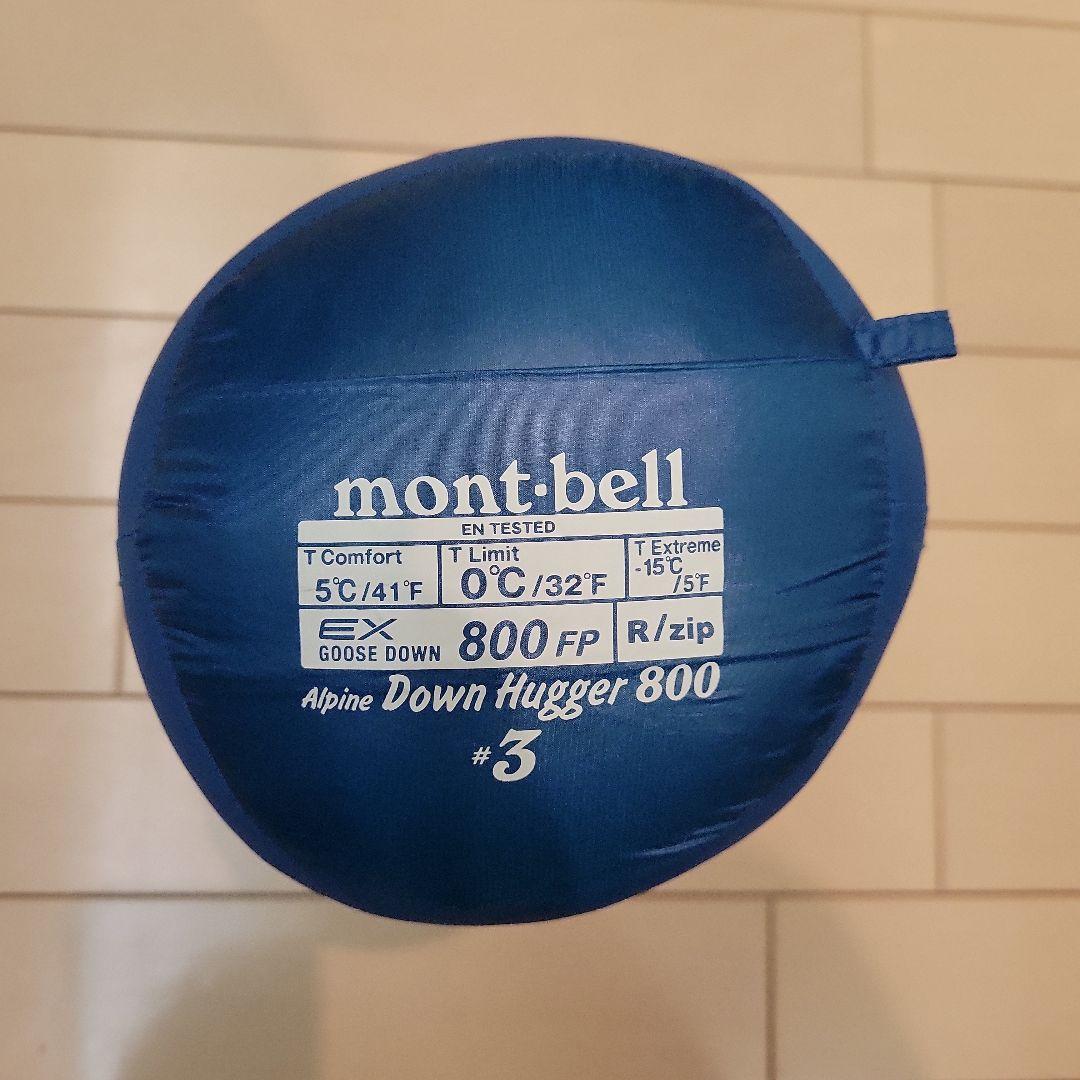 mont-bell
EN TESTED
T Comfort
5℃/41°F
T Limit
0℃/32°F
T Extreme
-15℃
/5°F
EX
GOOSE DOWN
800 FP
R/zip
Alpine Down Hugger 800
#3